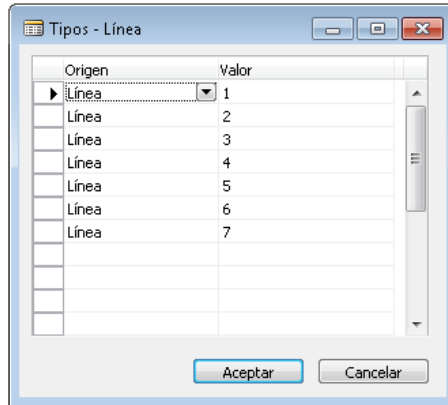 Tipos - Línea
Origen Valor
Línea 1
Línea 2
Línea 3
Línea 4
Línea 5
Línea 6
Línea 7
Aceptar Cancelar